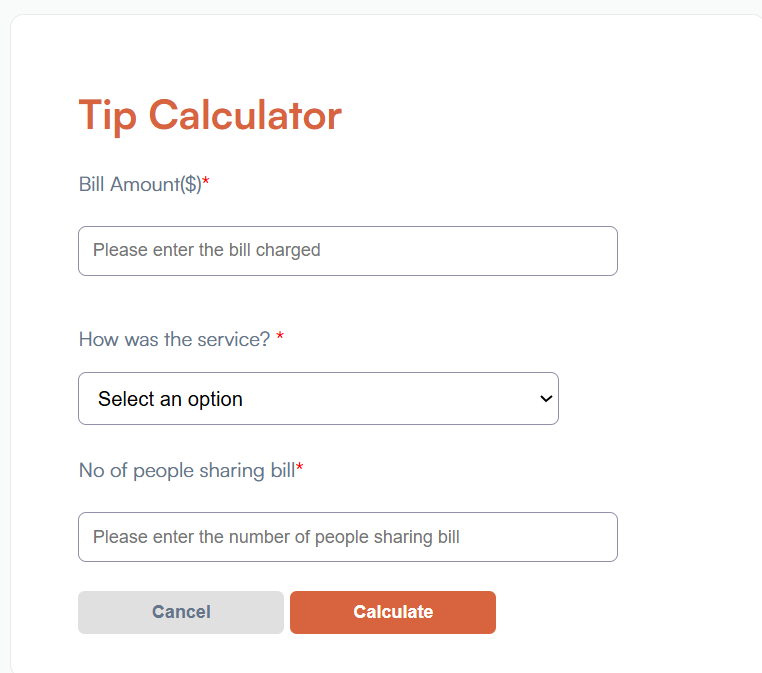 Tip Calculator
Bill Amount($)*
Please enter the bill charged
How was the service? *
Select an option
No of people sharing bill*
Please enter the number of people sharing bill
Cancel Calculate